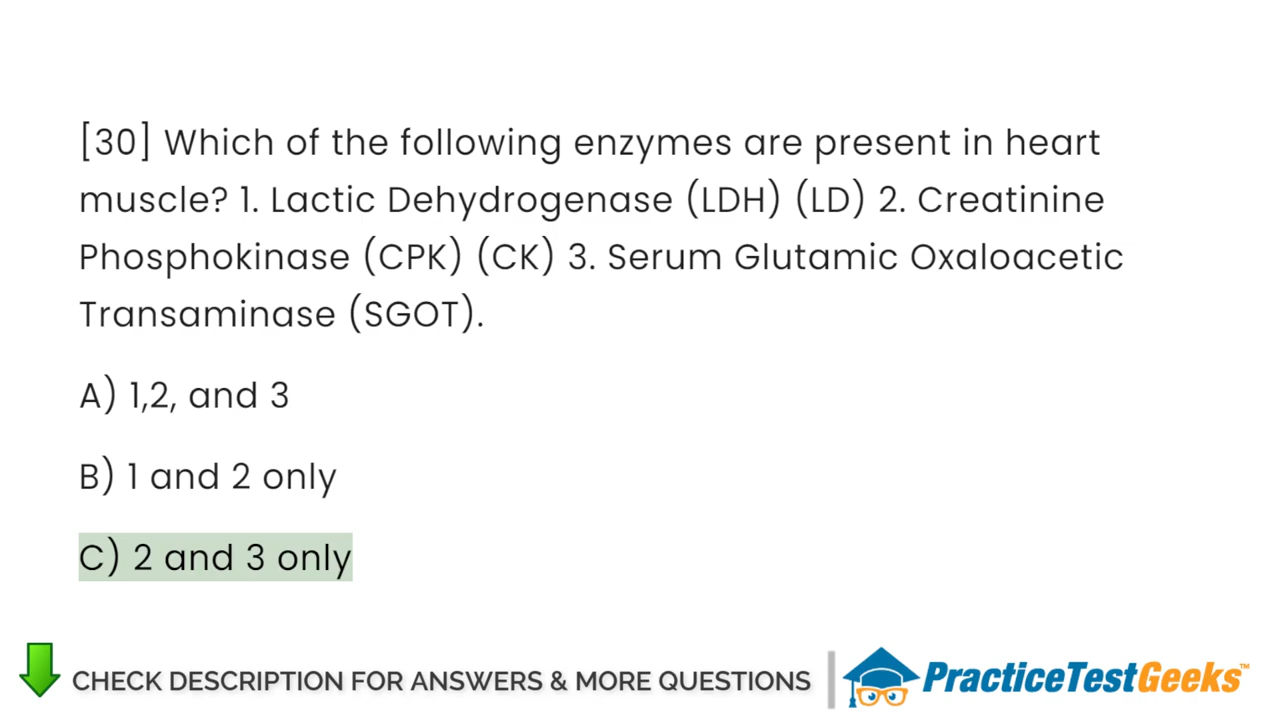 [30] Which of the following enzymes are present in heart
muscle? 1. Lactic Dehydrogenase (LDH) (LD) 2. Creatinine
Phosphokinase (CPK) (CK) 3. Serum Glutamic Oxaloacetic
Transaminase (SGOT).
A) 1,2, and 3
B) 1 and 2 only
C) 2 and 3 only
CHECK DESCRIPTION FOR ANSWERS & MORE QUESTIONS
PracticeTestGeeks™